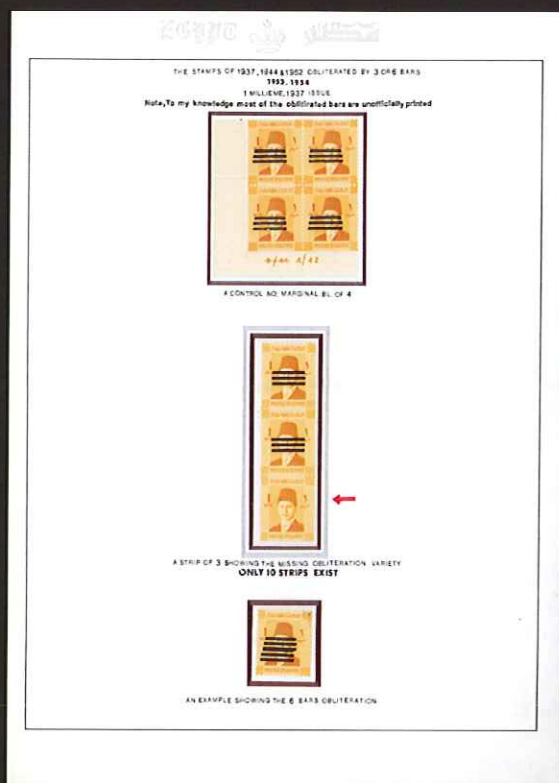 EGYPT
THE STAMPS OF 1937, 1944 & 1952 OBLITERATED BY 3 OR 6 BARS
1953, 1954
1 MILLIEME, 1937 ISSUE
Note, To my knowledge most of the oblitirated bars are unofficially printed
A CONTROL NO. MARGINAL BL. OF 4
A STRIP OF 3 SHOWING THE MISSING OBLITERATION VARIETY
ONLY 10 STRIPS EXIST
AN EXAMPLE SHOWING THE 6 BARS OBLITERATION